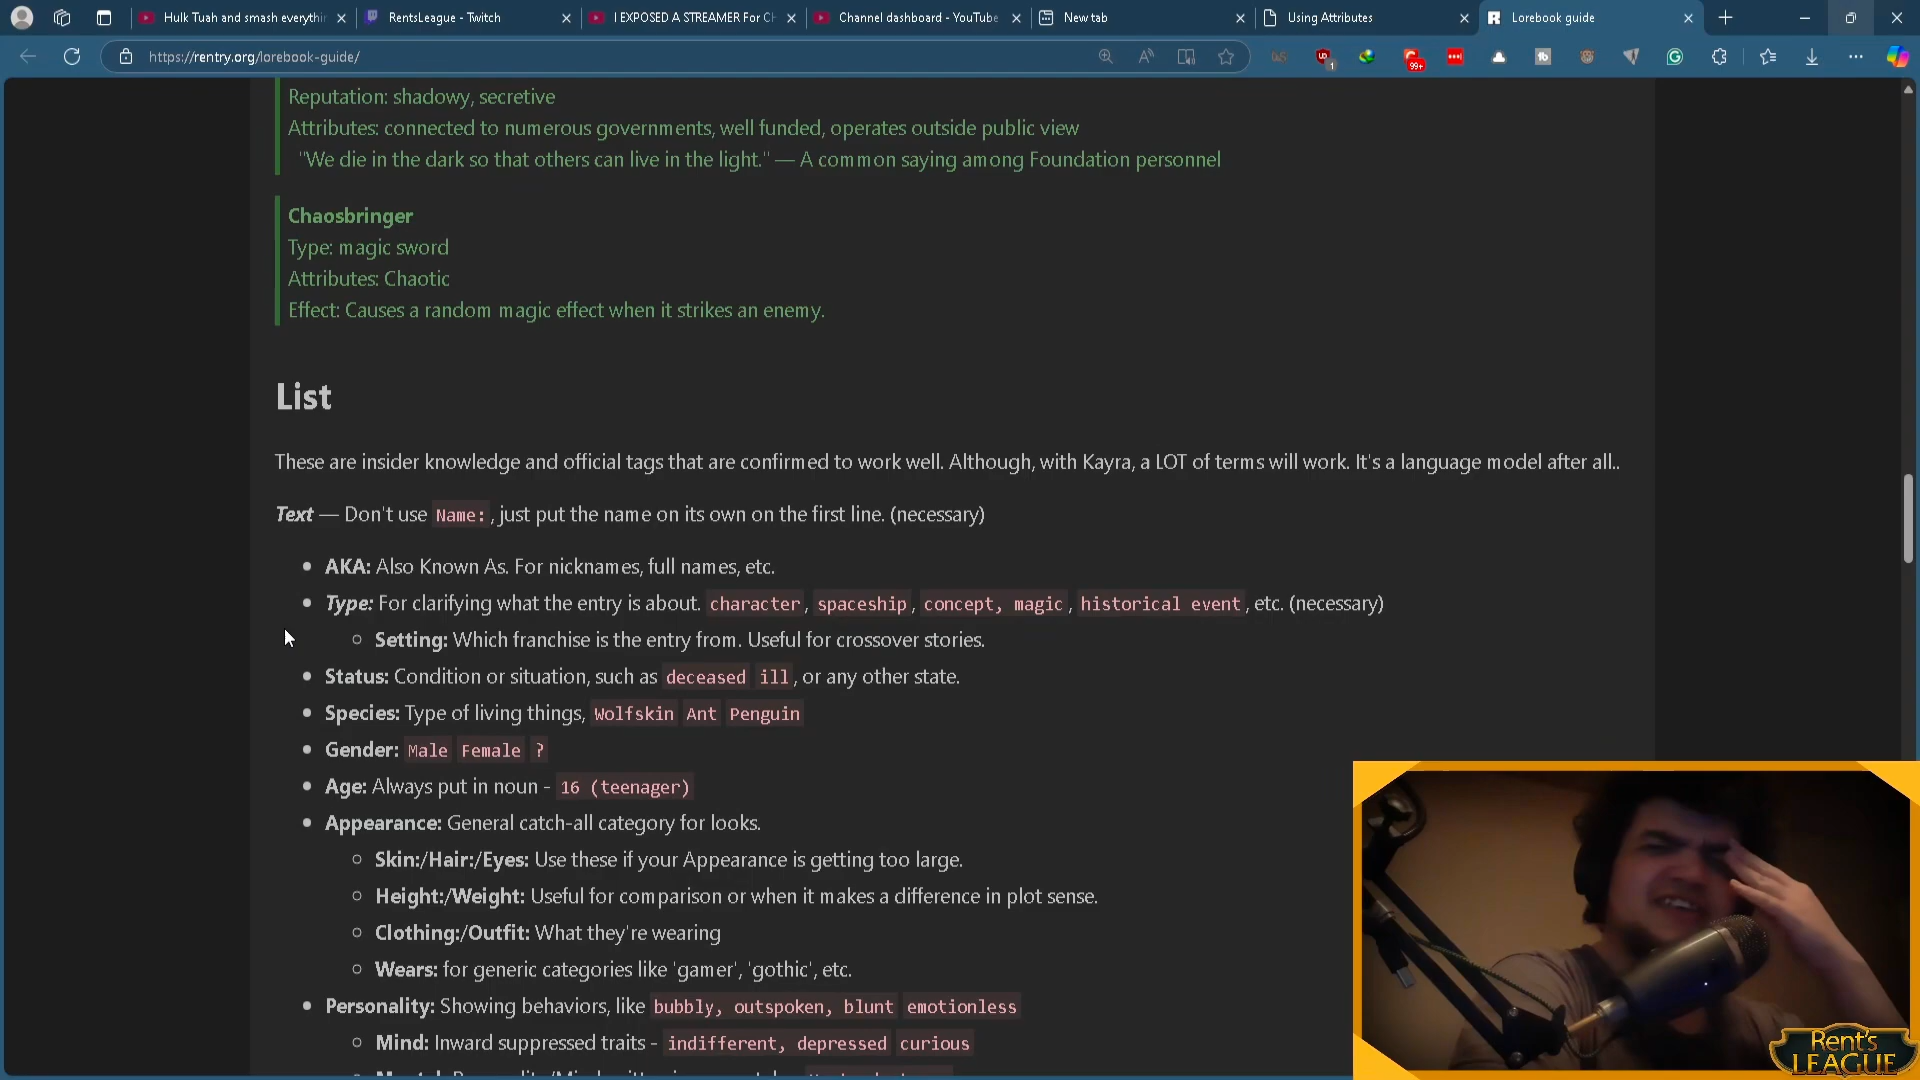 Hulk Tuah and smash everythin
RentsLeague - Twitch
I EXPOSED A STREAMER For CH
Channel dashboard - YouTube
New tab
Using Attributes
Lorebook guide
https://rentry.org/lorebook-guide/
1
99+
Reputation: shadowy, secretive
Attributes: connected to numerous governments, well funded, operates outside public view
"We die in the dark so that others can live in the light." — A common saying among Foundation personnel
Chaosbringer
Type: magic sword
Attributes: Chaotic
Effect: Causes a random magic effect when it strikes an enemy.
List
These are insider knowledge and official tags that are confirmed to work well. Although, with Kayra, a LOT of terms will work. It's a language model after all..
Text — Don't use Name:, just put the name on its own on the first line. (necessary)
AKA: Also Known As. For nicknames, full names, etc.
Type: For clarifying what the entry is about. character, spaceship, concept, magic, historical event, etc. (necessary)
Setting: Which franchise is the entry from. Useful for crossover stories.
Status: Condition or situation, such as deceased ill, or any other state.
Species: Type of living things, Wolfskin Ant Penguin
Gender: Male Female ?
Age: Always put in noun - 16 (teenager)
Appearance: General catch-all category for looks.
Skin:/Hair:/Eyes: Use these if your Appearance is getting too large.
Height:/Weight: Useful for comparison or when it makes a difference in plot sense.
Clothing:/Outfit: What they're wearing
Wears: for generic categories like 'gamer', 'gothic', etc.
Personality: Showing behaviors, like bubbly, outspoken, blunt emotionless
Mind: Inward suppressed traits - indifferent, depressed curious
Rent's
LEAGUE